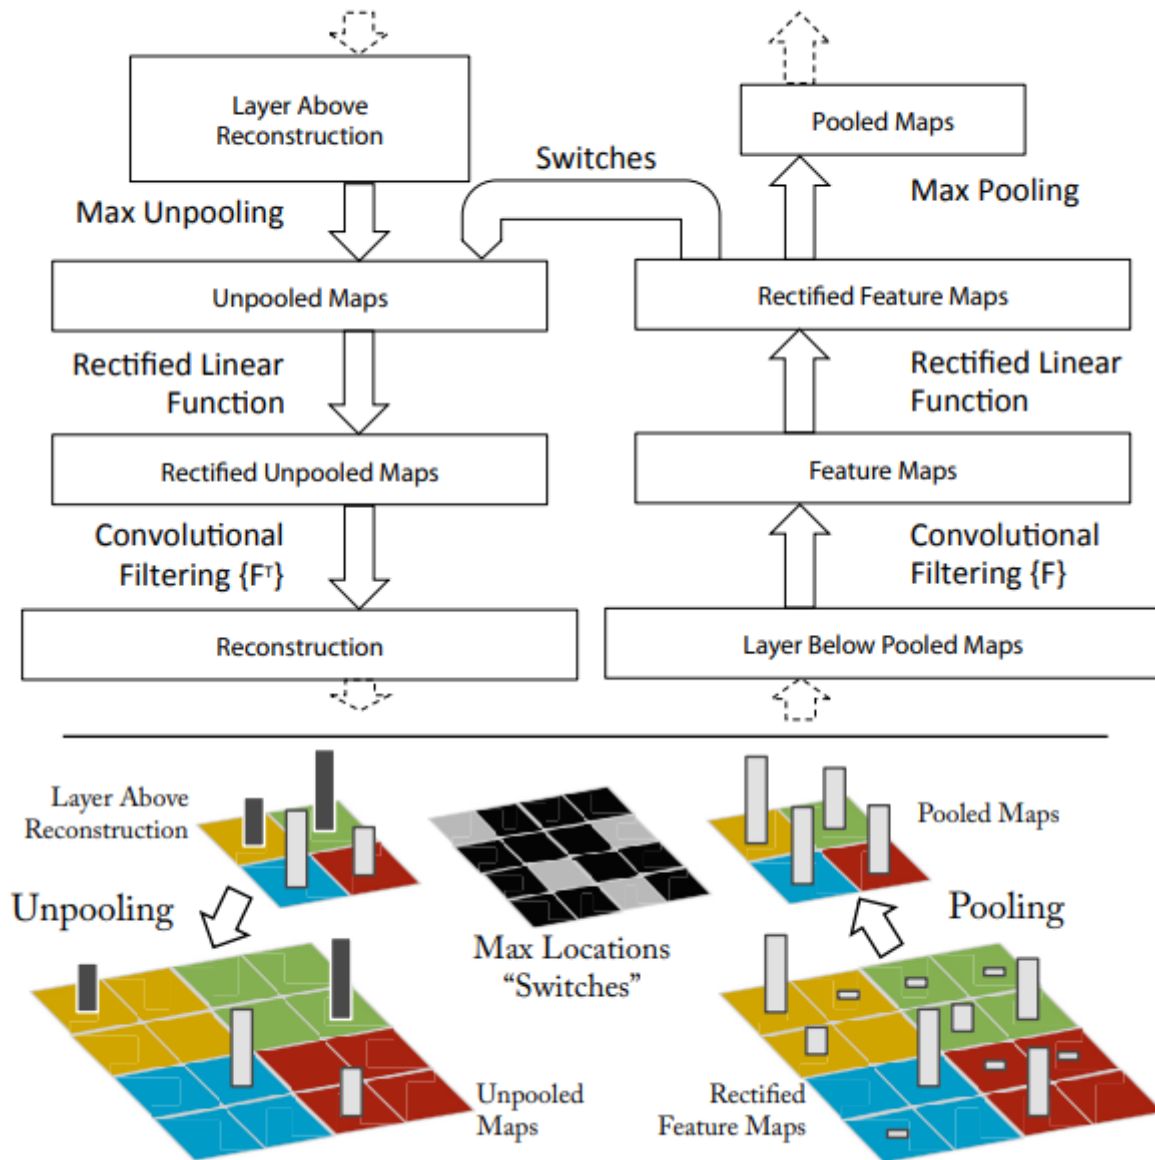 Layer Above
Reconstruction
Pooled Maps
Switches
Max Unpooling
Max Pooling
Unpooled Maps
Rectified Feature Maps
Rectified Linear
Function
Rectified Linear
Function
Rectified Unpooled Maps
Feature Maps
Convolutional
Filtering {Fᵀ}
Convolutional
Filtering {F}
Reconstruction
Layer Below Pooled Maps
Layer Above
Reconstruction
Pooled Maps
Unpooling
Pooling
Max Locations
“Switches”
Unpooled
Maps
Rectified
Feature Maps